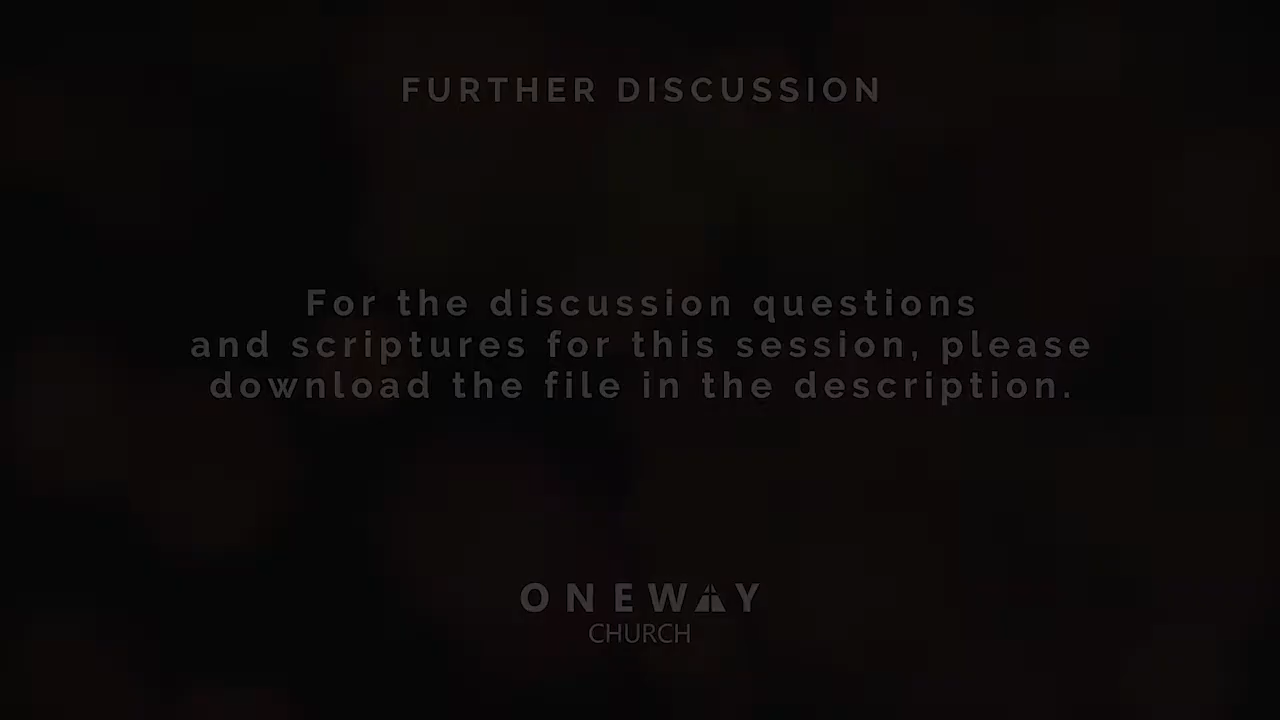 FURTHER DISCUSSION
For the discussion questions
and scriptures for this session, please
download the file in the description.
ONEWAY
CHURCH